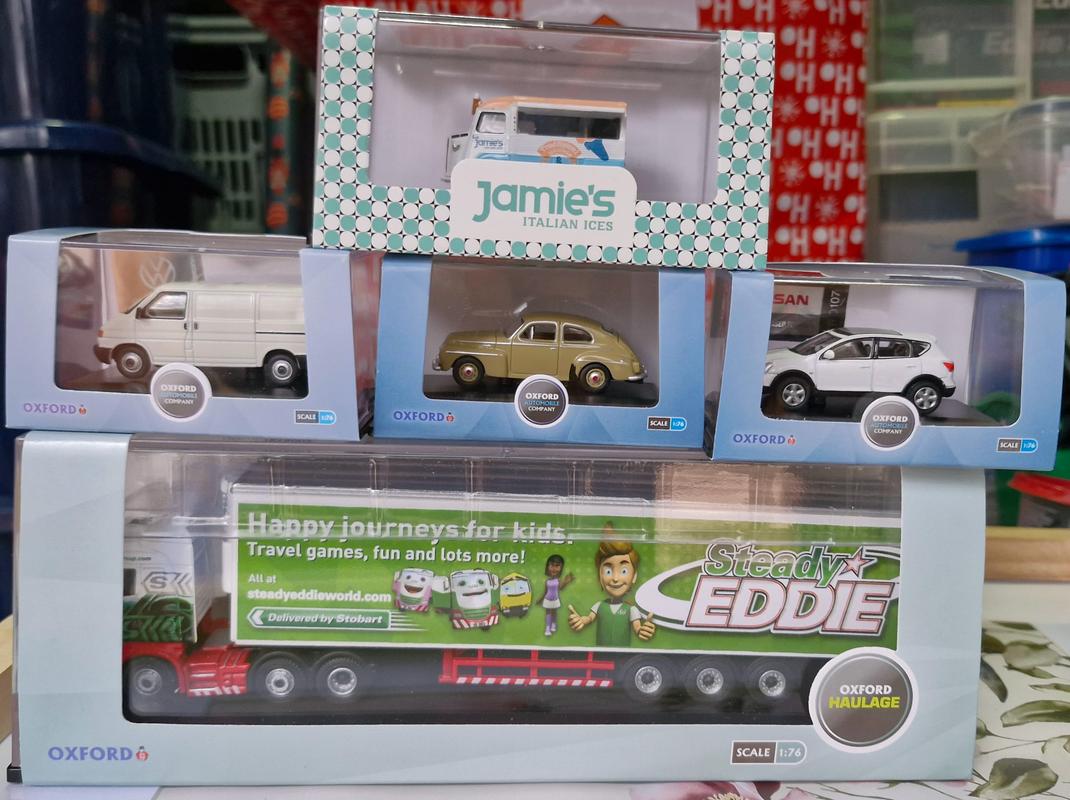 Jamie's
Jamie's
ITALIAN ICES
OXFORD
AUTOMOBILE
COMPANY
OXFORD
SCALE 1:76
OXFORD
AUTOMOBILE
COMPANY
OXFORD
SCALE 1:76
SAN
107
OXFORD
AUTOMOBILE
COMPANY
OXFORD
SCALE 1:76
Happy journeys for kids.
Travel games, fun and lots more!
All at
steadyeddieworld.com
Delivered by Stobart
Steady
EDDIE
OXFORD
HAULAGE
OXFORD
SCALE 1:76